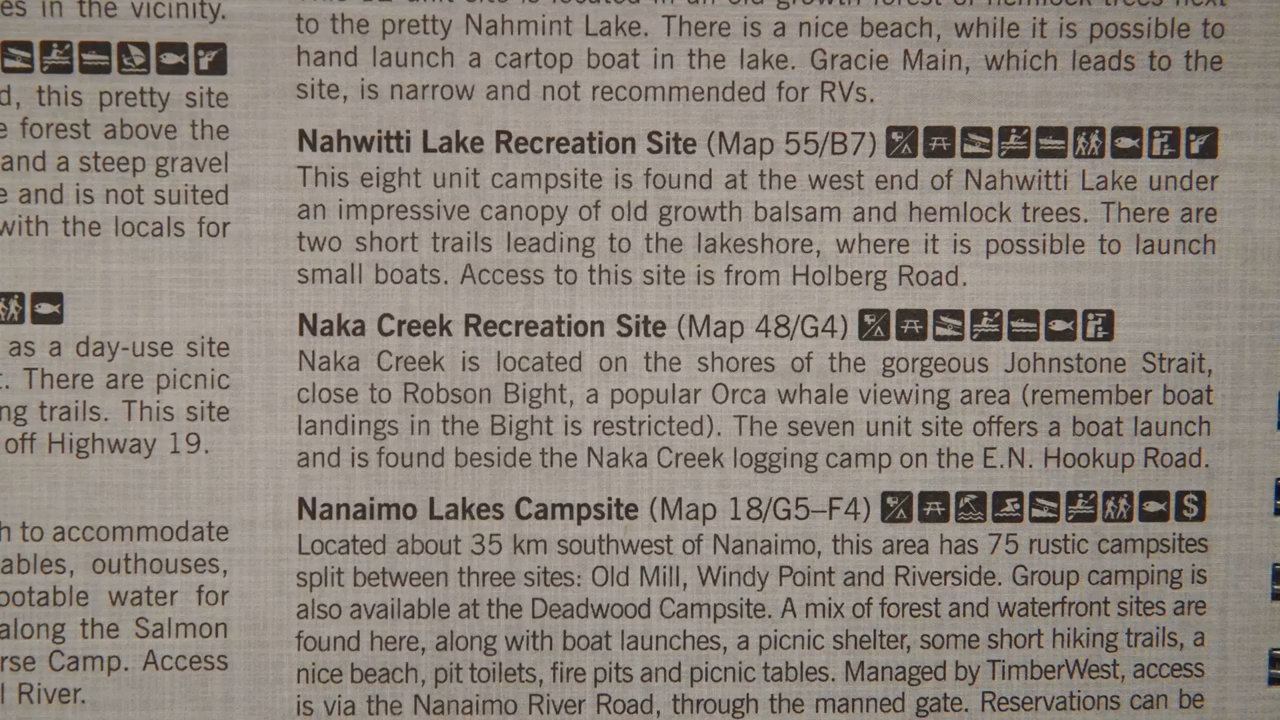 es in the vicinity.
d, this pretty site
e forest above the
and a steep gravel
e and is not suited
with the locals for
as a day-use site
. There are picnic
ng trails. This site
off Highway 19.
h to accommodate
ables, outhouses,
ootable water for
along the Salmon
rse Camp. Access
l River.
site is located in an old growth forest of hemlock trees next
to the pretty Nahmint Lake. There is a nice beach, while it is possible to
hand launch a cartop boat in the lake. Gracie Main, which leads to the
site, is narrow and not recommended for RVs.
Nahwitti Lake Recreation Site (Map 55/B7)
This eight unit campsite is found at the west end of Nahwitti Lake under
an impressive canopy of old growth balsam and hemlock trees. There are
two short trails leading to the lakeshore, where it is possible to launch
small boats. Access to this site is from Holberg Road.
Naka Creek Recreation Site (Map 48/G4)
Naka Creek is located on the shores of the gorgeous Johnstone Strait,
close to Robson Bight, a popular Orca whale viewing area (remember boat
landings in the Bight is restricted). The seven unit site offers a boat launch
and is found beside the Naka Creek logging camp on the E.N. Hookup Road.
Nanaimo Lakes Campsite (Map 18/G5–F4) $
Located about 35 km southwest of Nanaimo, this area has 75 rustic campsites
split between three sites: Old Mill, Windy Point and Riverside. Group camping is
also available at the Deadwood Campsite. A mix of forest and waterfront sites are
found here, along with boat launches, a picnic shelter, some short hiking trails, a
nice beach, pit toilets, fire pits and picnic tables. Managed by TimberWest, access
is via the Nanaimo River Road, through the manned gate. Reservations can be